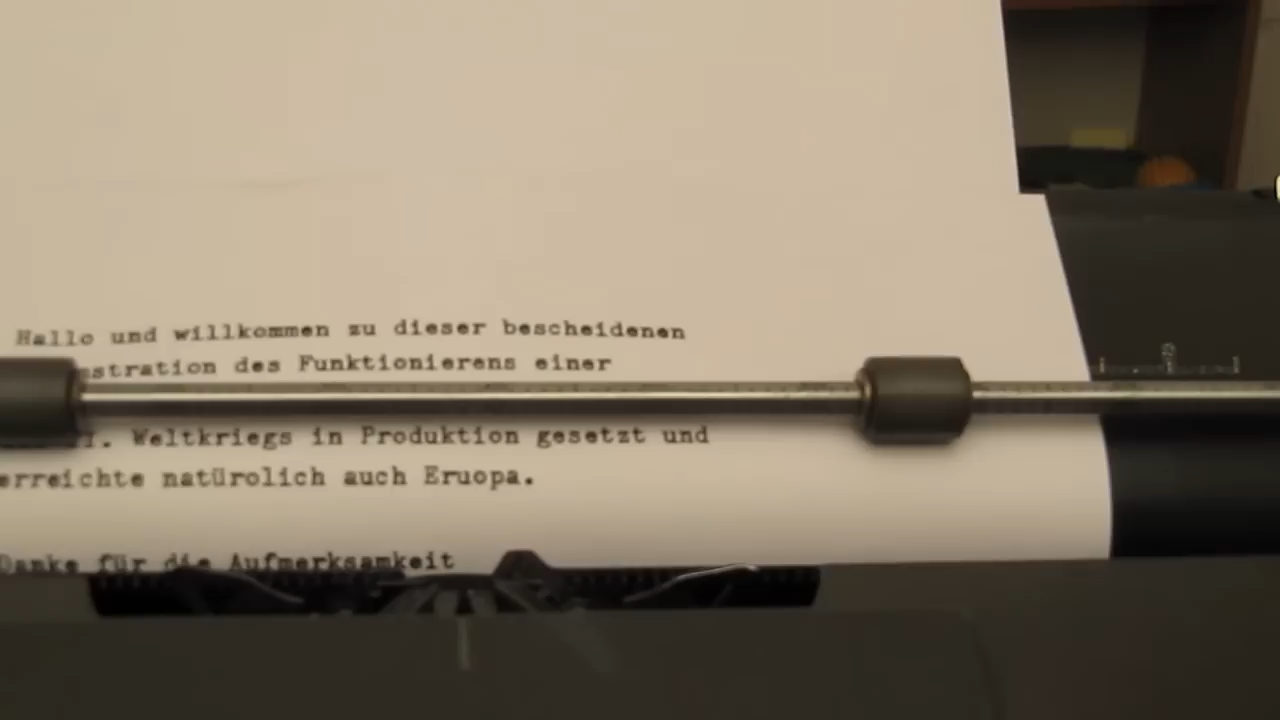 Hallo und willkommen zu dieser bescheidenen
des Funktionierens einer
Weltkriegs in Produktion gesetzt und
erreichte natürolich auch Eruopa.
Danke für die Aufmerksamkeit